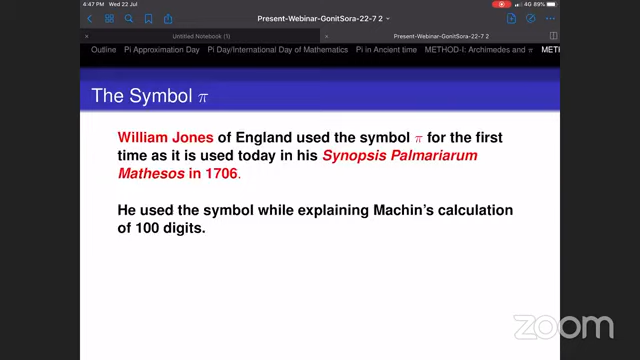 4:47 PM Wed 22 Jul
4G 89%
Present-Webinar-GonitSora-22-7 2
Untitled Notebook (1)
Present-Webinar-GonitSora-22-7 2
Outline Pi Approximation Day Pi Day/International Day of Mathematics Pi in Ancient time METHOD-I: Archimedes and π METH
The Symbol π
William Jones of England used the symbol π for the first
time as it is used today in his Synopsis Palmariarum
Mathesos in 1706.
He used the symbol while explaining Machin's calculation
of 100 digits.
zoom